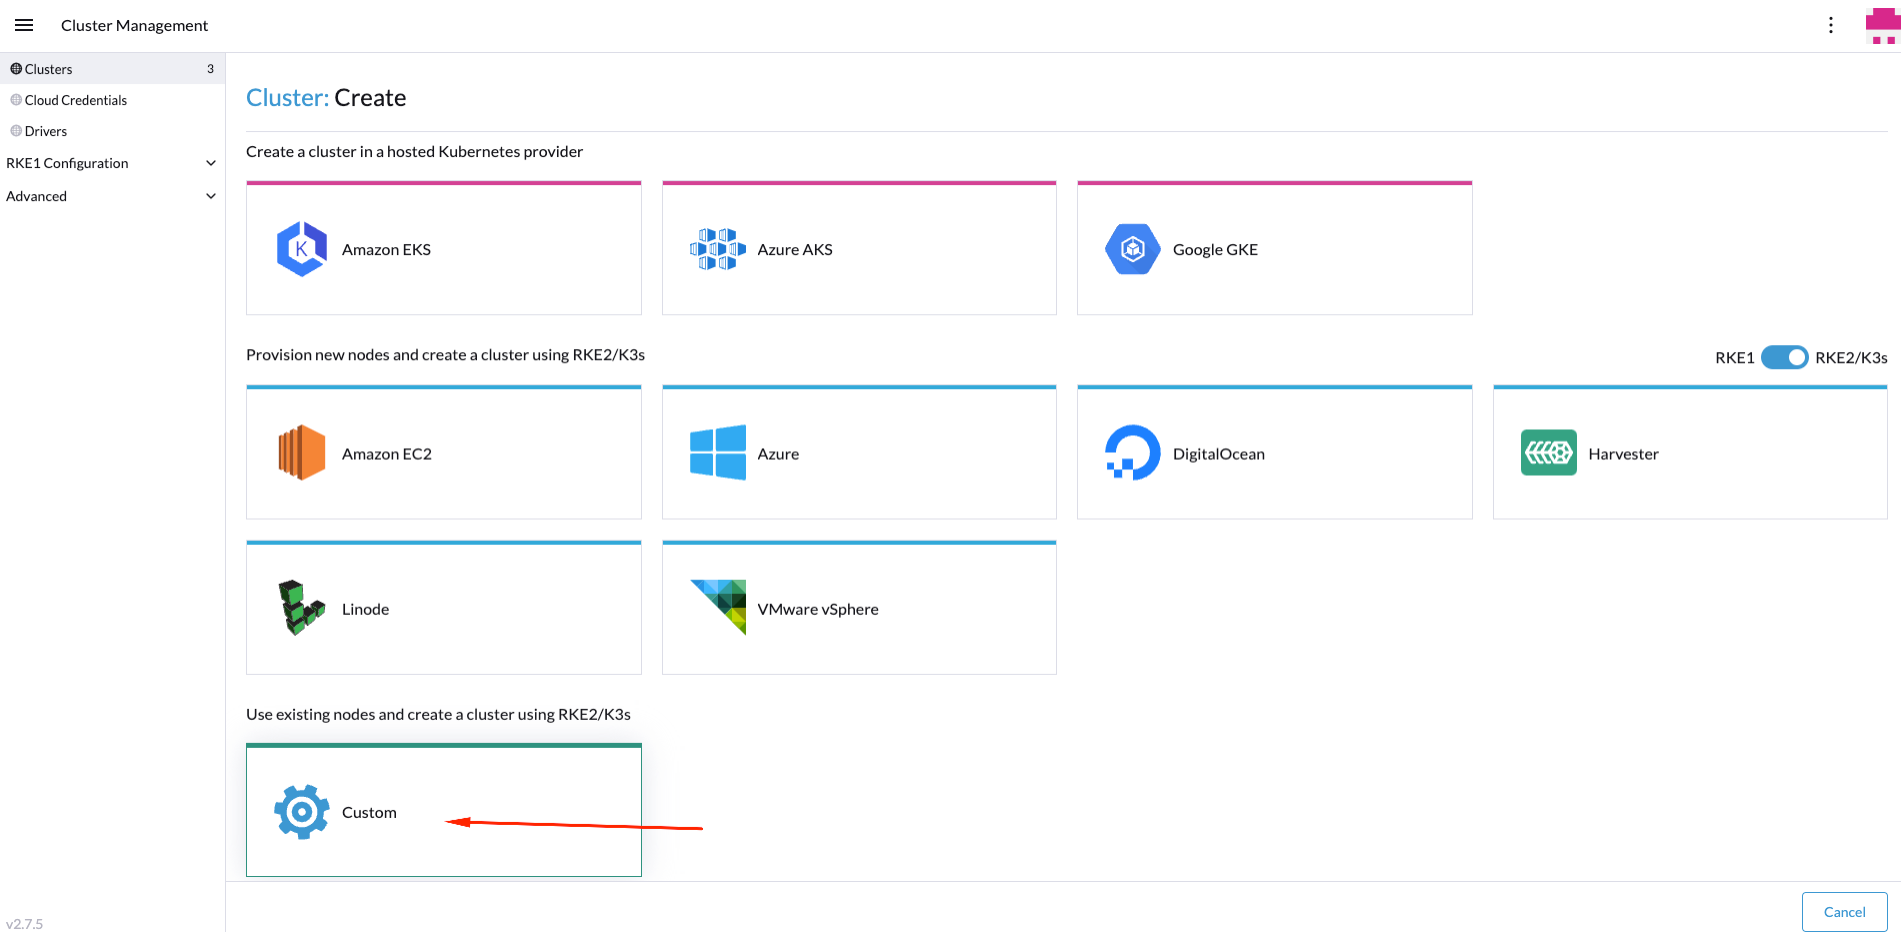 Cluster Management
Clusters 3
Cloud Credentials
Drivers
RKE1 Configuration
Advanced
Cluster: Create
Create a cluster in a hosted Kubernetes provider
K
Amazon EKS
Azure AKS
Google GKE
Provision new nodes and create a cluster using RKE2/K3s
RKE1 RKE2/K3s
Amazon EC2
Azure
DigitalOcean
Harvester
Linode
VMware vSphere
Use existing nodes and create a cluster using RKE2/K3s
Custom
Cancel
v2.7.5